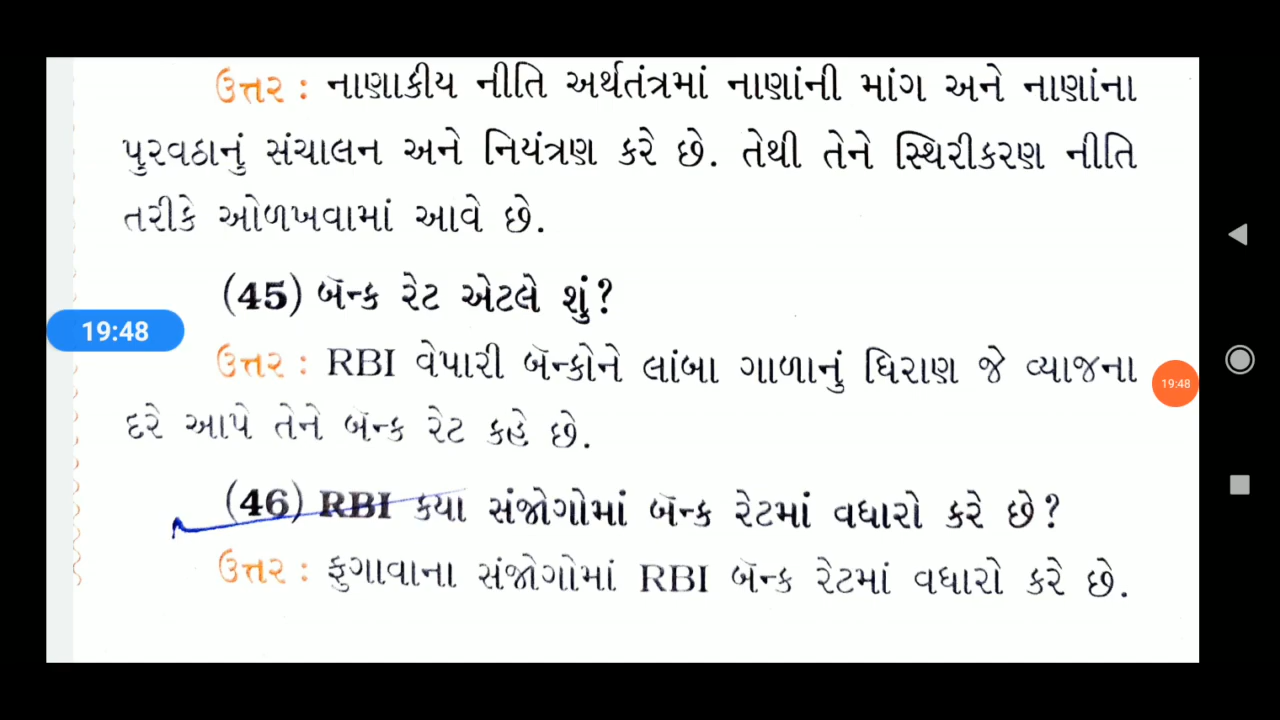 ઉત્તર : નાણાકીય નીતિ અર્થતંત્રમાં નાણાંની માંગ અને નાણાંના
પુરવઠાનું સંચાલન અને નિયંત્રણ કરે છે. તેથી તેને સ્થિરીકરણ નીતિ
તરીકે ઓળખવામાં આવે છે.
(45) બૅન્ક રેટ એટલે શું?
19:48
ઉત્તર : RBI વેપારી બૅન્કોને લાંબા ગાળાનું ધિરાણ જે વ્યાજના
19:48
દરે આપે તેને બૅન્ક રેટ કહે છે.
(46) RBI કયા સંજોગોમાં બૅન્ક રેટમાં વધારો કરે છે?
ઉત્તર : ફુગાવાના સંજોગોમાં RBI બૅન્ક રેટમાં વધારો કરે છે.